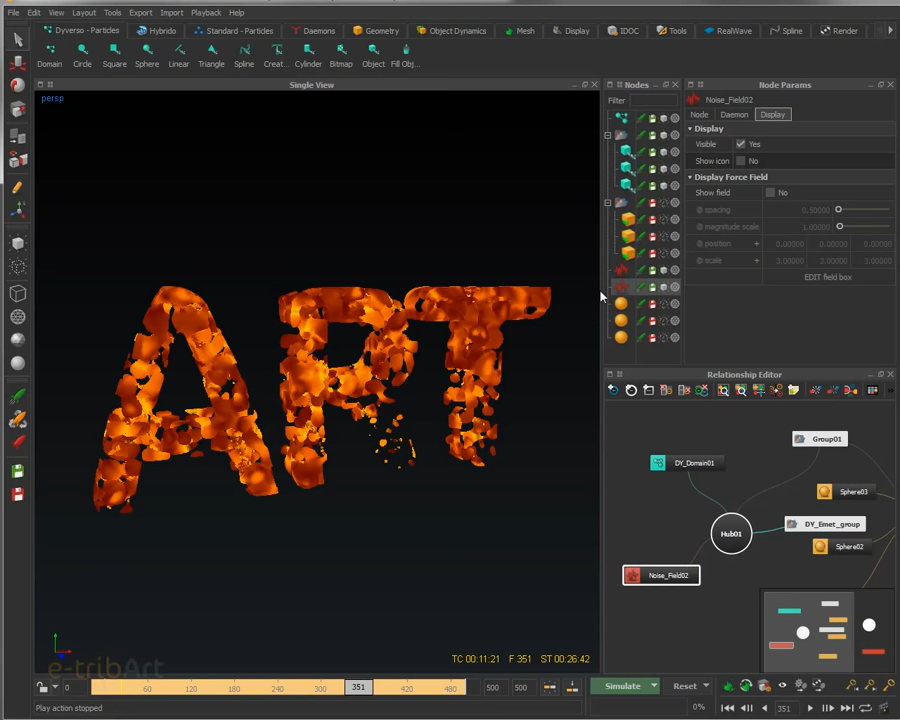 File Edit View Layout Tools Export Import Playback Help
Dyverso - Particles Hybrido Standard - Particles Daemons Geometry Object Dynamics Mesh Display IDOC Tools RealWave Spline Render
Domain Circle Square Sphere Linear Triangle Spline Creat... Cylinder Bitmap Object Fill Obj...
Single View
persp
ART
e-tribArt
TC 00:11:21 F 351 ST 00:26:42
Nodes
Filter
Node Params
Noise_Field02
Node Daemon Display
Display
Visible Yes
Show icon No
Display Force Field
Show field No
@ spacing 0.50000
@ magnitude scale 1.00000
@ position + 0.00000 0.00000 0.00000
@ scale + 3.00000 3.00000 3.00000
EDIT field box
Relationship Editor
Group01
DY_Domain01
Sphere03
DY_Emet_group
Hub01
Sphere02
Noise_Field02
0 60 120 180 240 300 351 420 480 500 500
Simulate Reset
Play action stopped
0% 351